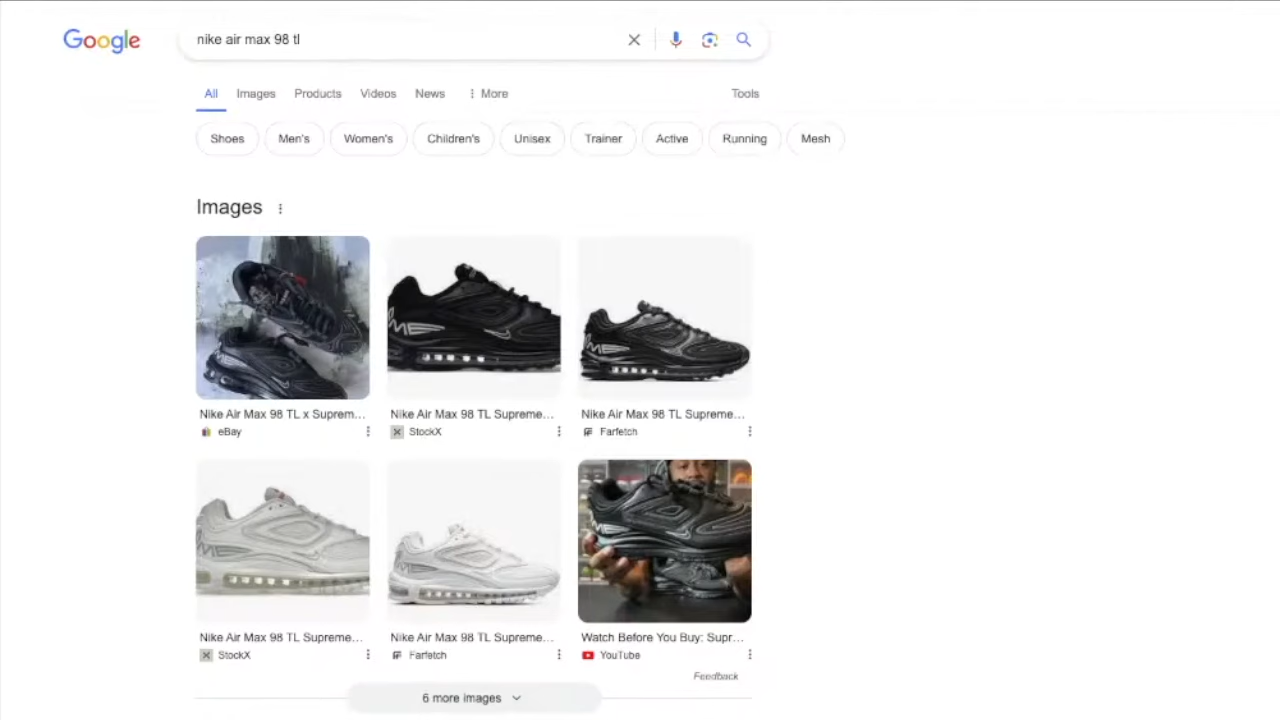 Google
nike air max 98 tl
All Images Products Videos News More Tools
Shoes Men's Women's Children's Unisex Trainer Active Running Mesh
Images
Nike Air Max 98 TL x Suprem... Nike Air Max 98 TL Supreme... Nike Air Max 98 TL Supreme...
eBay StockX Farfetch
Nike Air Max 98 TL Supreme... Nike Air Max 98 TL Supreme... Watch Before You Buy: Supr...
StockX Farfetch YouTube
Feedback
6 more images